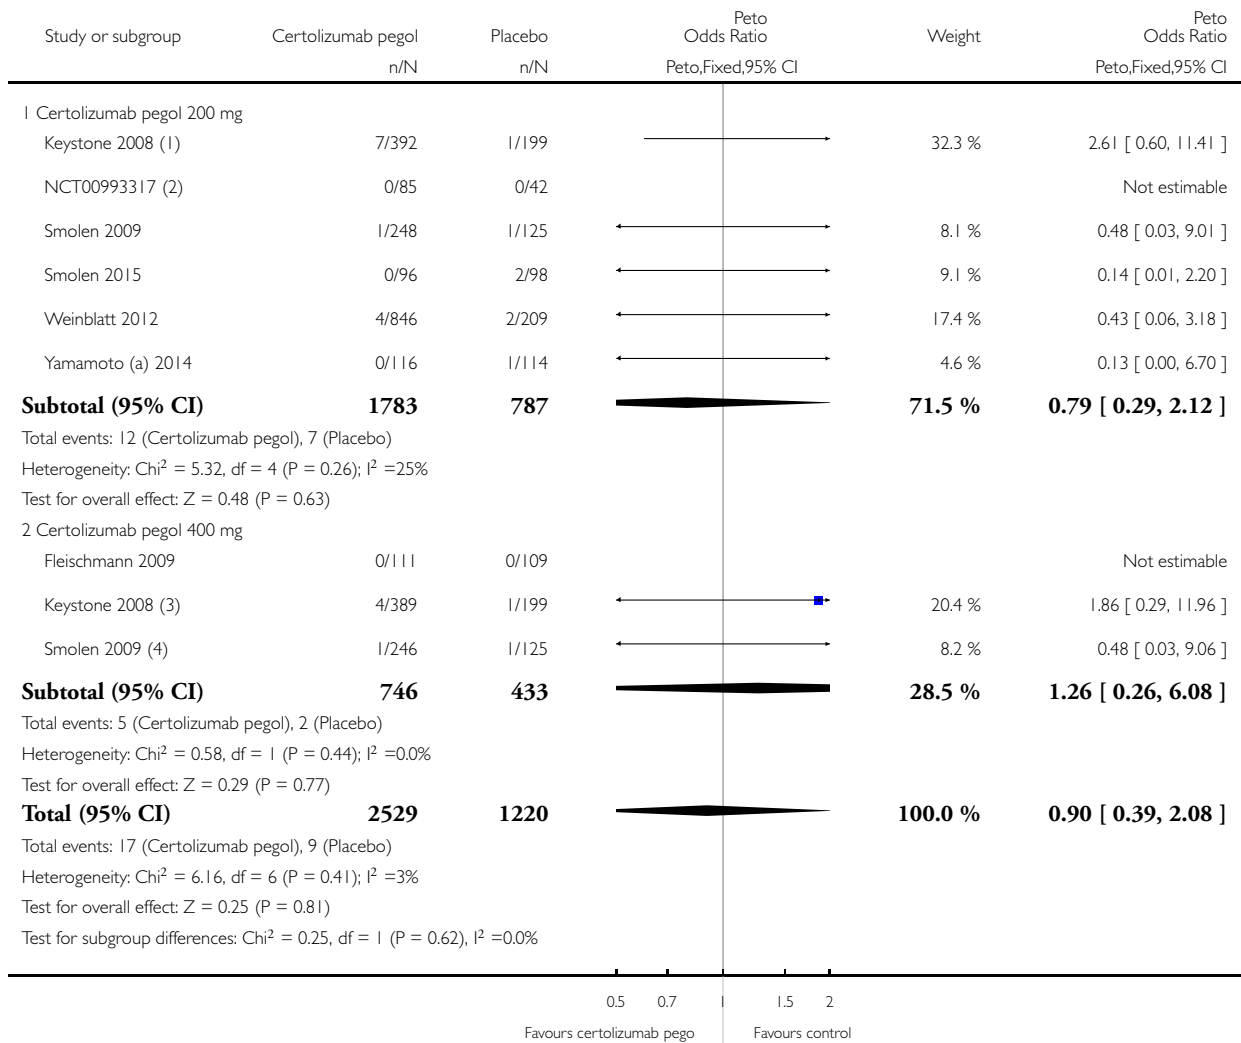 Peto Peto
Study or subgroup Certolizumab pegol Placebo Odds Ratio Weight Odds Ratio
n/N n/N Peto,Fixed,95% CI Peto,Fixed,95% CI
1 Certolizumab pegol 200 mg
Keystone 2008 (1) 7/392 1/199 32.3 % 2.61 [ 0.60, 11.41 ]
NCT00993317 (2) 0/85 0/42 Not estimable
Smolen 2009 1/248 1/125 8.1 % 0.48 [ 0.03, 9.01 ]
Smolen 2015 0/96 2/98 9.1 % 0.14 [ 0.01, 2.20 ]
Weinblatt 2012 4/846 2/209 17.4 % 0.43 [ 0.06, 3.18 ]
Yamamoto (a) 2014 0/116 1/114 4.6 % 0.13 [ 0.00, 6.70 ]
Subtotal (95% CI) 1783 787 71.5 % 0.79 [ 0.29, 2.12 ]
Total events: 12 (Certolizumab pegol), 7 (Placebo)
Heterogeneity: Chi² = 5.32, df = 4 (P = 0.26); I² =25%
Test for overall effect: Z = 0.48 (P = 0.63)
2 Certolizumab pegol 400 mg
Fleischmann 2009 0/111 0/109 Not estimable
Keystone 2008 (3) 4/389 1/199 20.4 % 1.86 [ 0.29, 11.96 ]
Smolen 2009 (4) 1/246 1/125 8.2 % 0.48 [ 0.03, 9.06 ]
Subtotal (95% CI) 746 433 28.5 % 1.26 [ 0.26, 6.08 ]
Total events: 5 (Certolizumab pegol), 2 (Placebo)
Heterogeneity: Chi² = 0.58, df = 1 (P = 0.44); I² =0.0%
Test for overall effect: Z = 0.29 (P = 0.77)
Total (95% CI) 2529 1220 100.0 % 0.90 [ 0.39, 2.08 ]
Total events: 17 (Certolizumab pegol), 9 (Placebo)
Heterogeneity: Chi² = 6.16, df = 6 (P = 0.41); I² =3%
Test for overall effect: Z = 0.25 (P = 0.81)
Test for subgroup differences: Chi² = 0.25, df = 1 (P = 0.62), I² =0.0%
0.5 0.7 1 1.5 2
Favours certolizumab pego Favours control